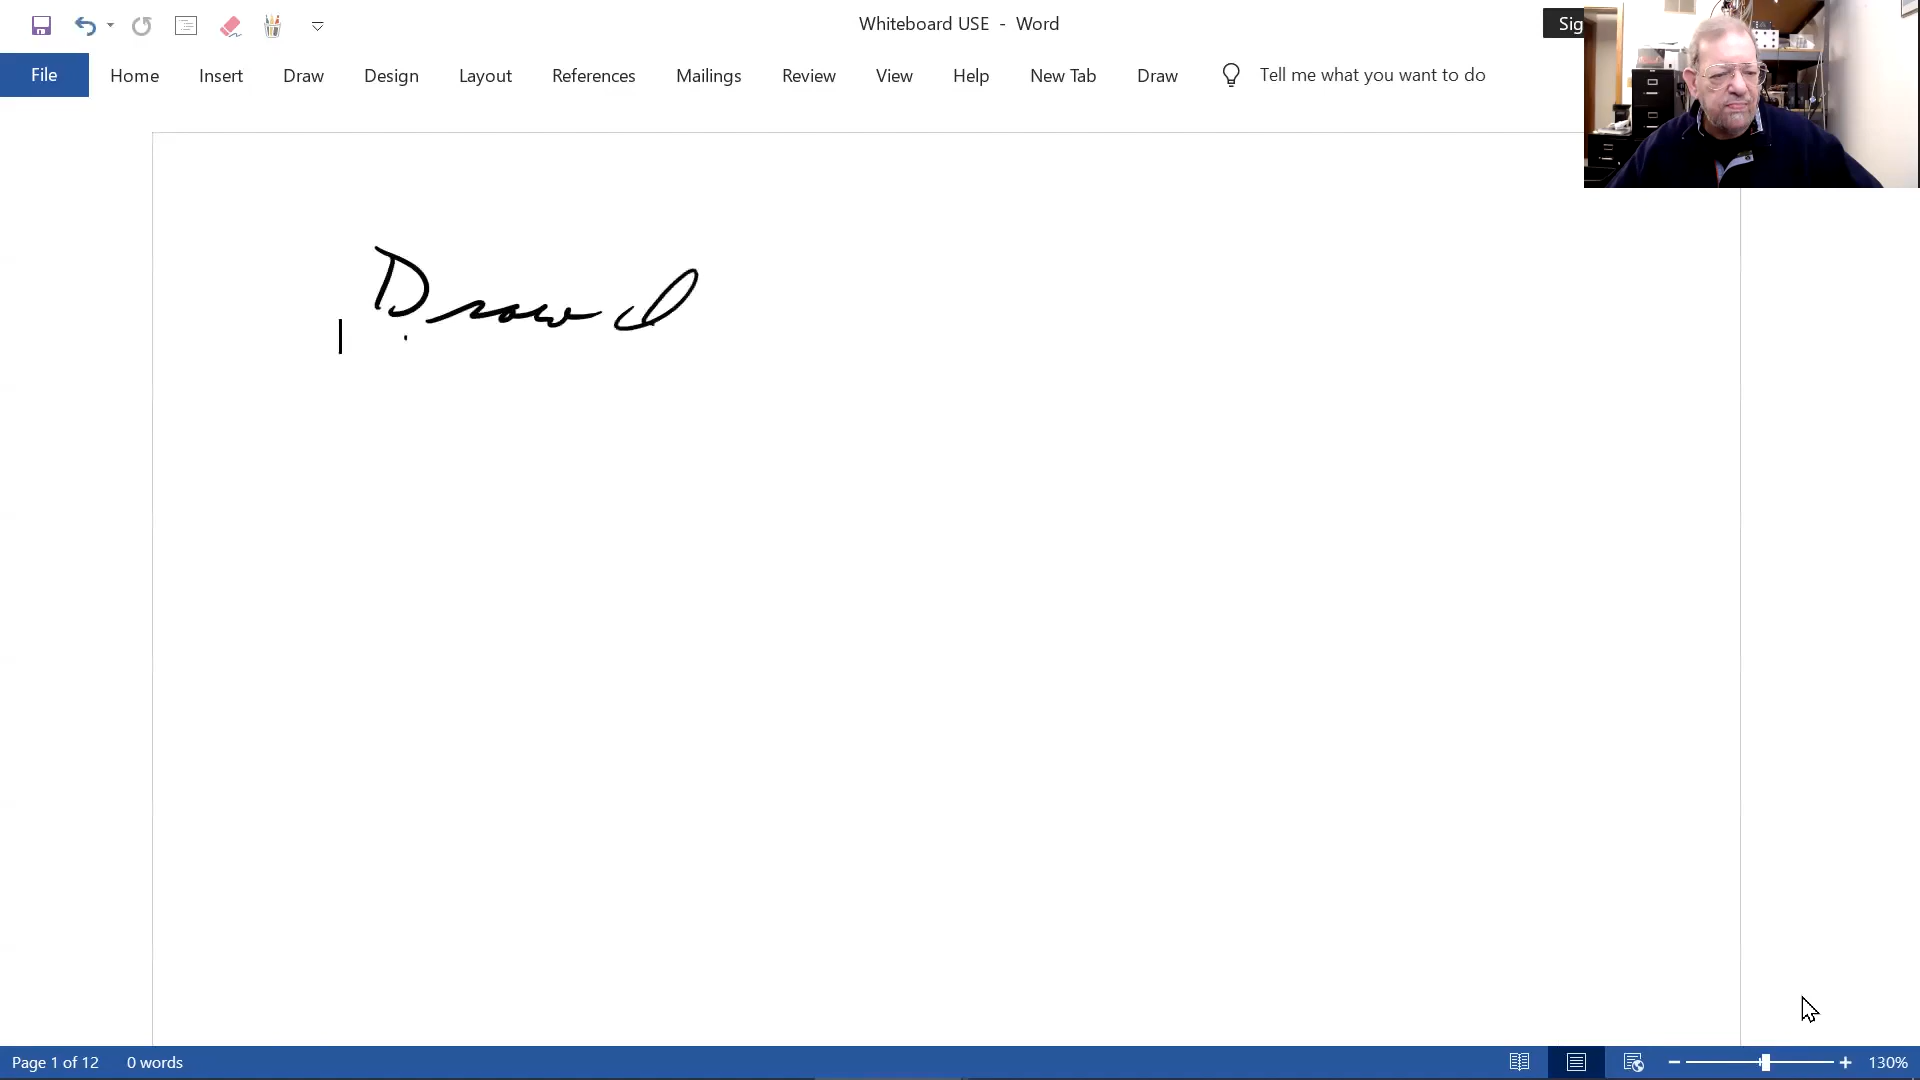 Whiteboard USE - Word
Sig
File Home Insert Draw Design Layout References Mailings Review View Help New Tab Draw Tell me what you want to do
Draw
Page 1 of 12 0 words 130%